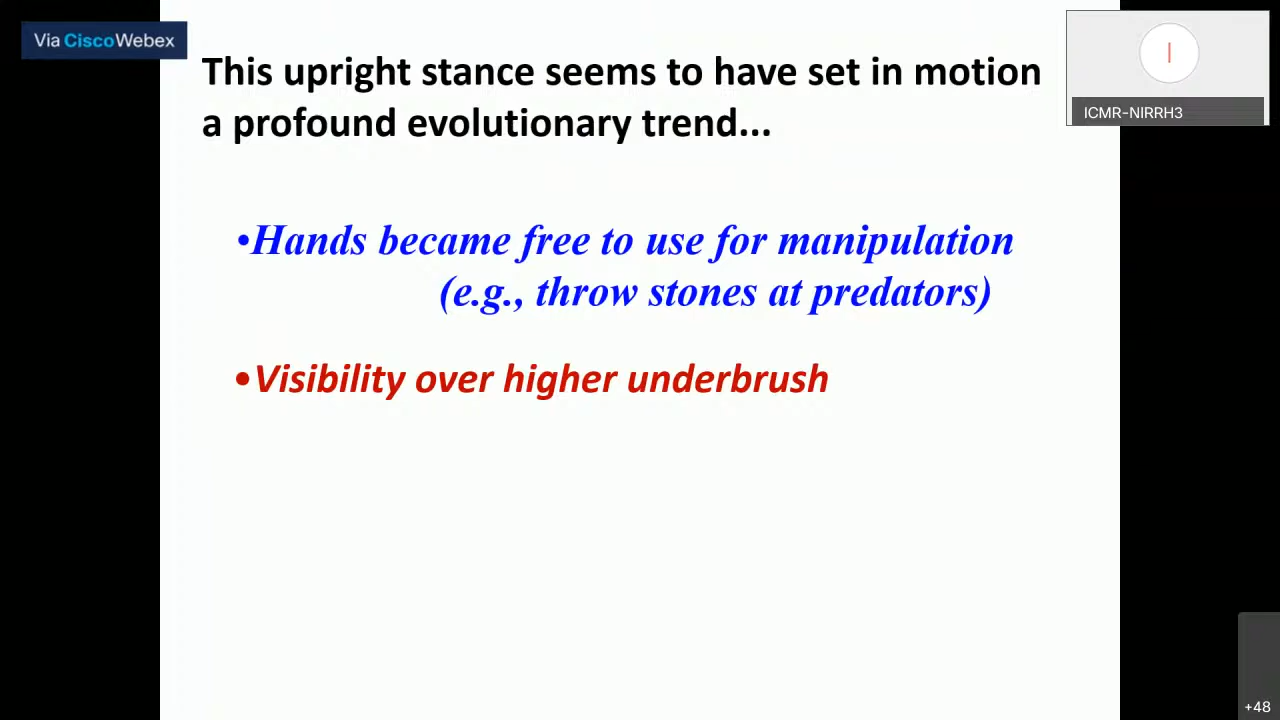 Via CiscoWebex
This upright stance seems to have set in motion
a profound evolutionary trend...
I
ICMR-NIRRH3
•Hands became free to use for manipulation
(e.g., throw stones at predators)
•Visibility over higher underbrush
+48